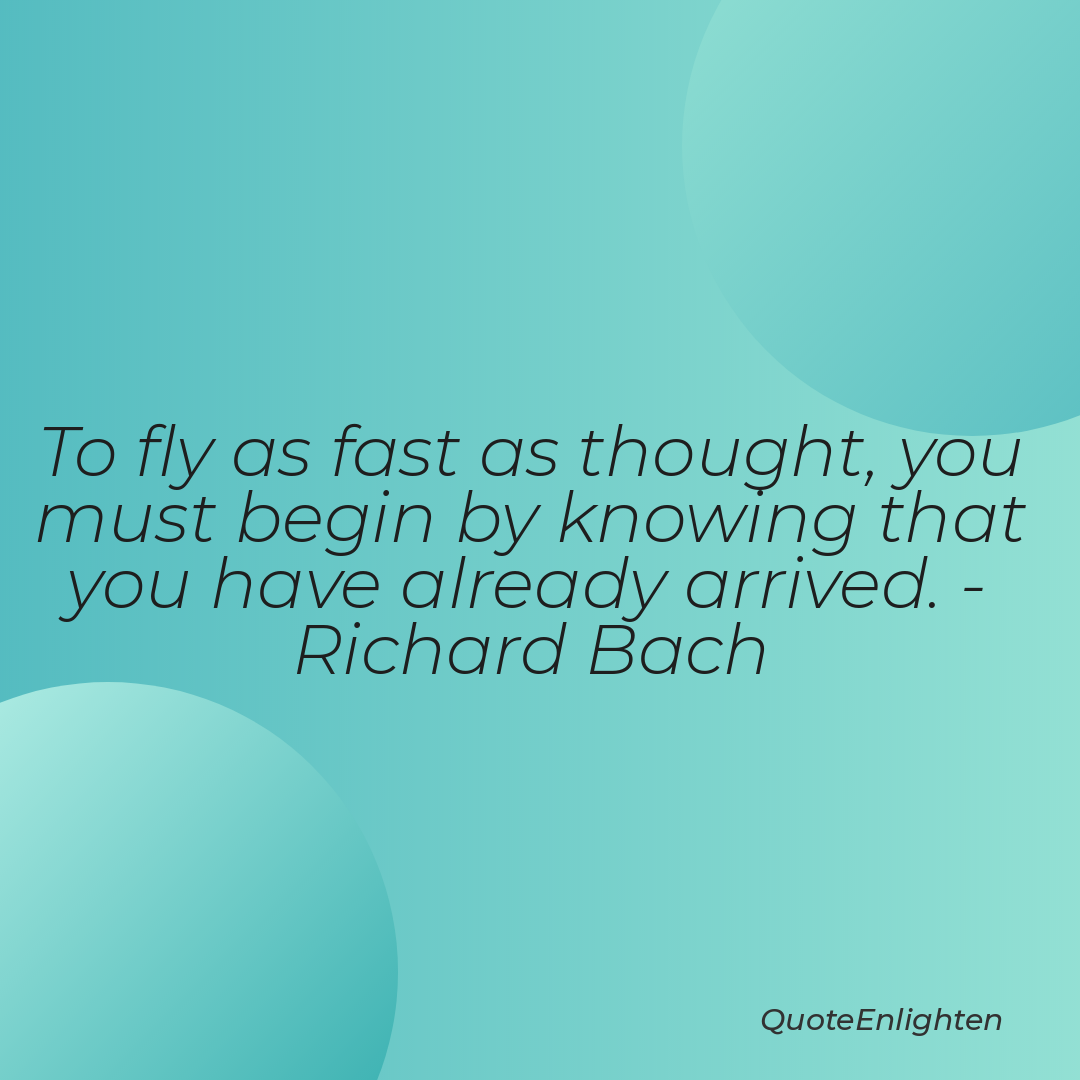 To fly as fast as thought, you
must begin by knowing that
you have already arrived. -
Richard Bach
QuoteEnlighten